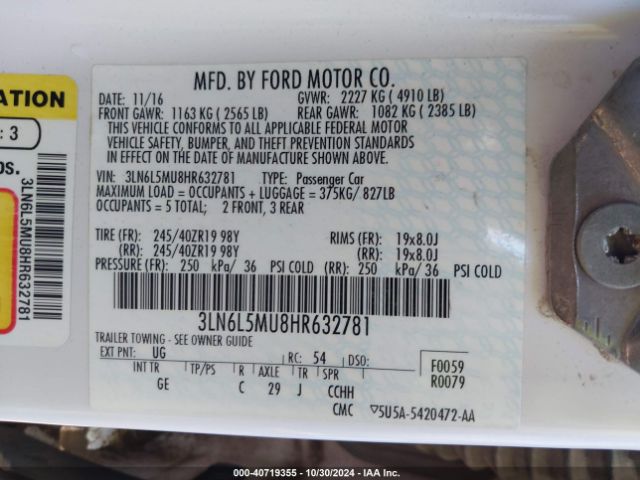 ATION
: 3
os.
3LN6L5MU8HR632781
MFD. BY FORD MOTOR CO.
DATE: 11/16 GVWR: 2227 KG ( 4910 LB)
FRONT GAWR: 1163 KG ( 2565 LB) REAR GAWR: 1082 KG ( 2385 LB)
THIS VEHICLE CONFORMS TO ALL APPLICABLE FEDERAL MOTOR
VEHICLE SAFETY, BUMPER, AND THEFT PREVENTION STANDARDS
IN EFFECT ON THE DATE OF MANUFACTURE SHOWN ABOVE.
VIN: 3LN6L5MU8HR632781 TYPE: Passenger Car
MAXIMUM LOAD = OCCUPANTS + LUGGAGE = 375KG/ 827LB
OCCUPANTS = 5 TOTAL; 2 FRONT, 3 REAR
TIRE (FR): 245/40ZR19 98Y RIMS (FR): 19x8.0J
(RR): 245/40ZR19 98Y (RR): 19x8.0J
PRESSURE (FR): 250 kPa/ 36 PSI COLD (RR): 250 kPa/ 36 PSI COLD
3LN6L5MU8HR632781
TRAILER TOWING - SEE OWNER GUIDE
EXT PNT: UG RC: 54 DSO: F0059
INT TR TP/PS R AXLE TR SPR R0079
GE C 29 J CCHH
CMC 5U5A-5420472-AA
000-40719355 - 10/30/2024 - IAA Inc.